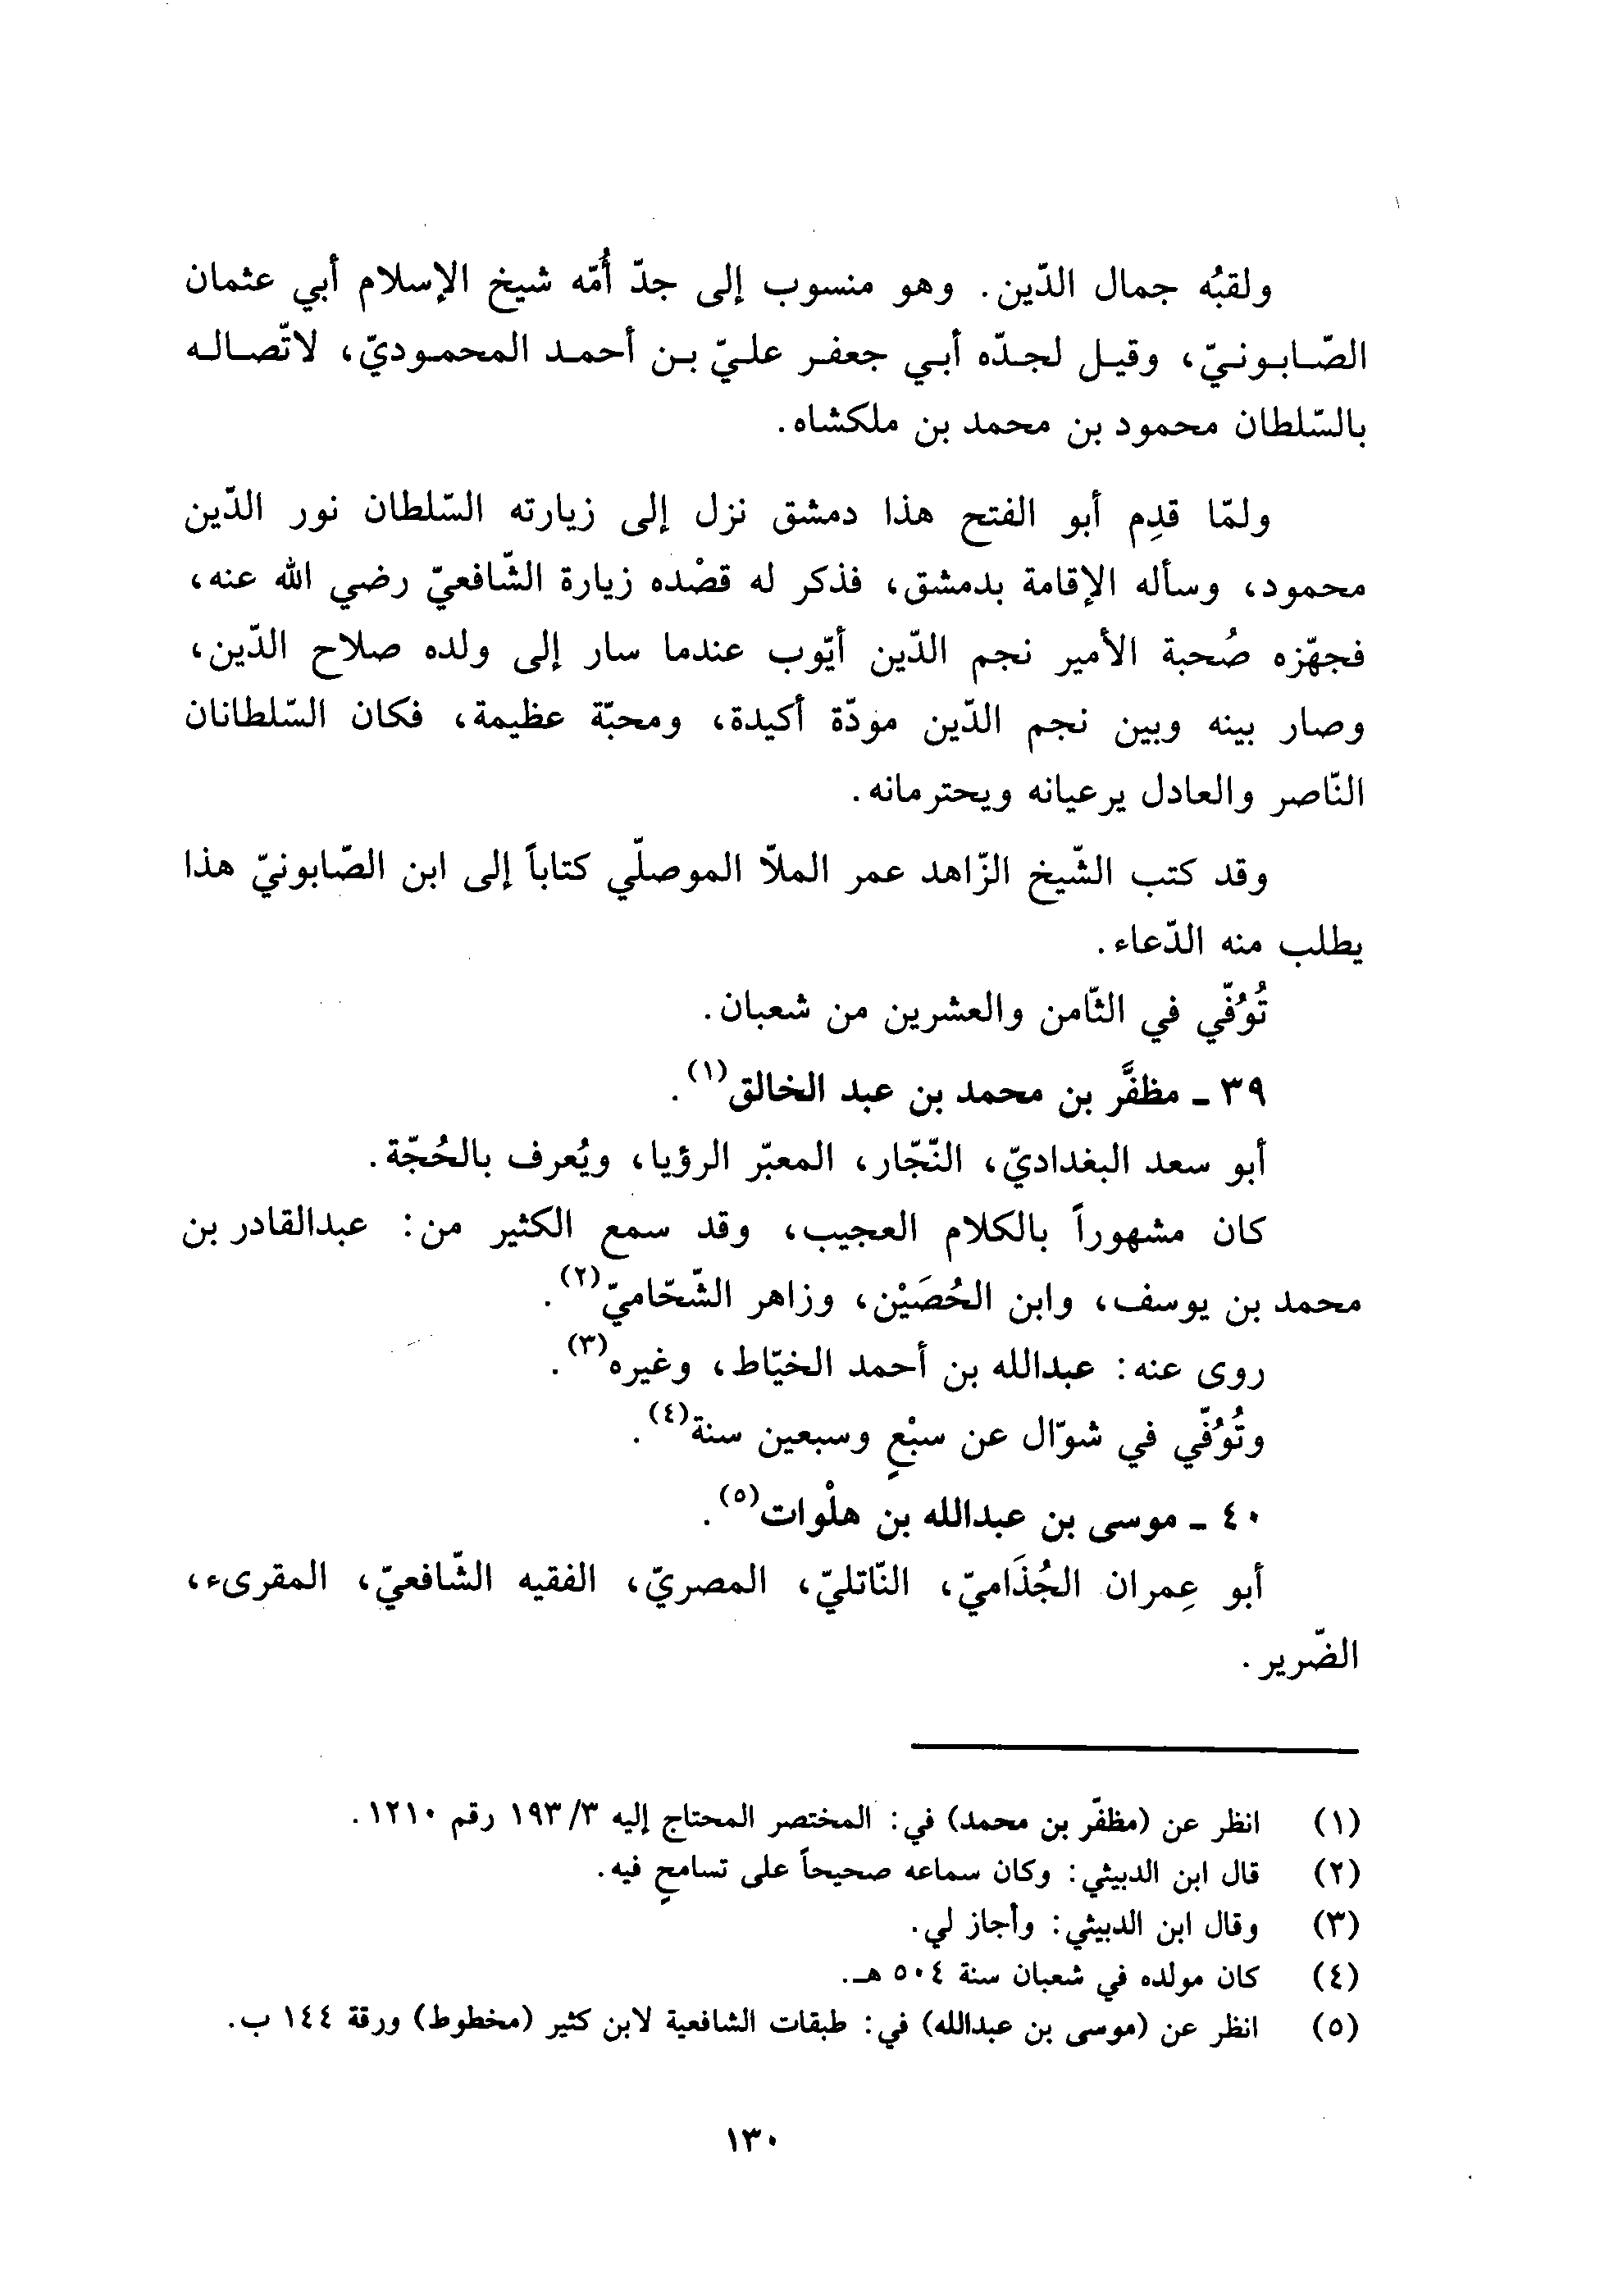 ولقبُه جمال الدّين. وهو منسوب إلى جدّ أُمّه شيخ الإسلام أبي عثمان
الصّابونيّ، وقيل لجدّه أبي جعفر عليّ بن أحمد المحموديّ، لاتّصاله
بالسّلطان محمود بن محمد بن ملكشاه.
ولمّا قدِم أبو الفتح هذا دمشق نزل إلى زيارته السّلطان نور الدّين
محمود، وسأله الإقامة بدمشق، فذكر له قصْده زيارة الشّافعيّ رضي الله عنه،
فجهّزه صُحبة الأمير نجم الدّين أيّوب عندما سار إلى ولده صلاح الدّين،
وصار بينه وبين نجم الدّين مودّة أكيدة، ومحبّة عظيمة، فكان السّلطانان
النّاصر والعادل يرعيانه ويحترمانه.
وقد كتب الشّيخ الزّاهد عمر الملاّ الموصلّي كتاباً إلى ابن الصّابونيّ هذا
يطلب منه الدّعاء.
تُوُفّي في الثّامن والعشرين من شعبان.
٣٩ ـ مظفَّر بن محمد بن عبد الخالق(١).
أبو سعد البغداديّ، النّجّار، المعبّر الرؤيا، ويُعرف بالحُجّة.
كان مشهوراً بالكلام العجيب، وقد سمع الكثير من: عبدالقادر بن
محمد بن يوسف، وابن الحُصَيْن، وزاهر الشّحّاميّ(٢).
روى عنه: عبدالله بن أحمد الخيّاط، وغيره(٣).
وتُوُفّي في شوّال عن سبْعٍ وسبعين سنة(٤).
٤٠ ـ موسى بن عبدالله بن هلْوات(٥).
أبو عِمران الجُذَاميّ، النّاتليّ، المصريّ، الفقيه الشّافعيّ، المقرىء،
الضّرير.
(١) انظر عن (مظفّر بن محمد) في: المختصر المحتاج إليه ١٩٣/٣ رقم ١٢١٠.
(٢) قال ابن الدبيثي: وكان سماعه صحيحاً على تسامحٍ فيه.
(٣) وقال ابن الدبيثي: وأجاز لي.
(٤) كان مولده في شعبان سنة ٥٠٤ هـ.
(٥) انظر عن (موسى بن عبدالله) في: طبقات الشافعية لابن كثير (مخطوط) ورقة ١٤٤ ب.
١٣٠